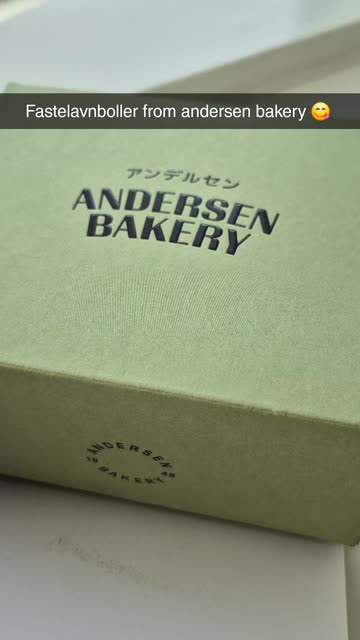 Fastelavnboller from andersen bakery 😋
アンデルセン
ANDERSEN
BAKERY
ANDERSEN
BAKERY